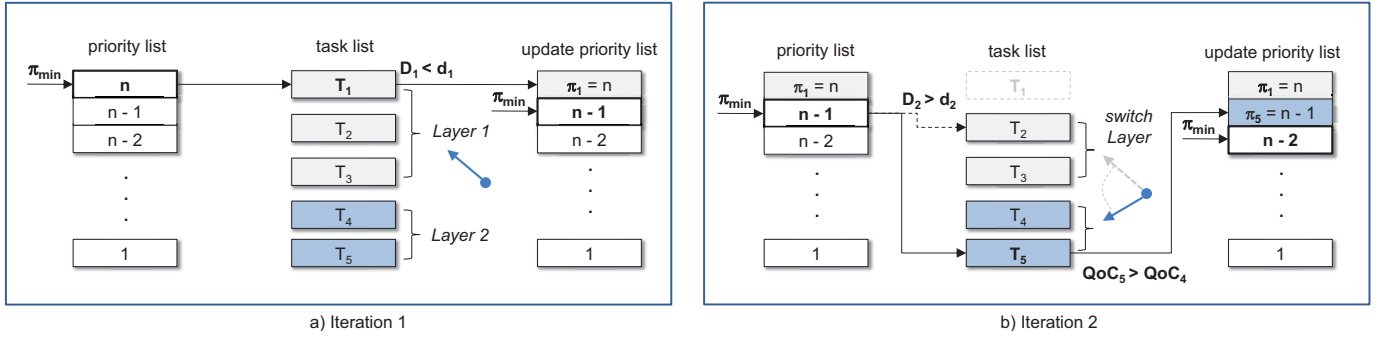 priority list
task list
update priority list
π_min
n
n - 1
n - 2
.
.
.
1
T_1
T_2
T_3
T_4
T_5
D_1 < d_1
Layer 1
Layer 2
π_min
π_1 = n
n - 1
n - 2
.
.
.
1
a) Iteration 1
priority list
task list
update priority list
π_min
π_1 = n
n - 1
n - 2
.
.
.
1
D_2 > d_2
T_1
T_2
T_3
T_4
T_5
switch
Layer
QoC_5 > QoC_4
π_min
π_1 = n
π_5 = n - 1
n - 2
.
.
.
1
b) Iteration 2